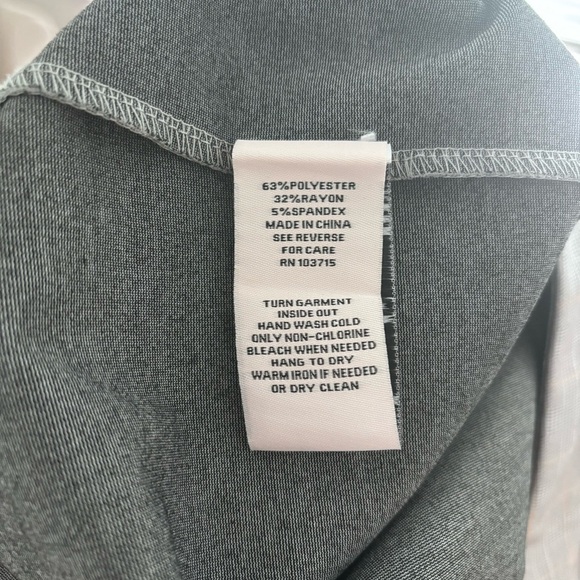 63%POLYESTER
32%RAYON
5%SPANDEX
MADE IN CHINA
SEE REVERSE
FOR CARE
RN 103715
TURN GARMENT
INSIDE OUT
HAND WASH COLD
ONLY NON-CHLORINE
BLEACH WHEN NEEDED
HANG TO DRY
WARM IRON IF NEEDED
OR DRY CLEAN